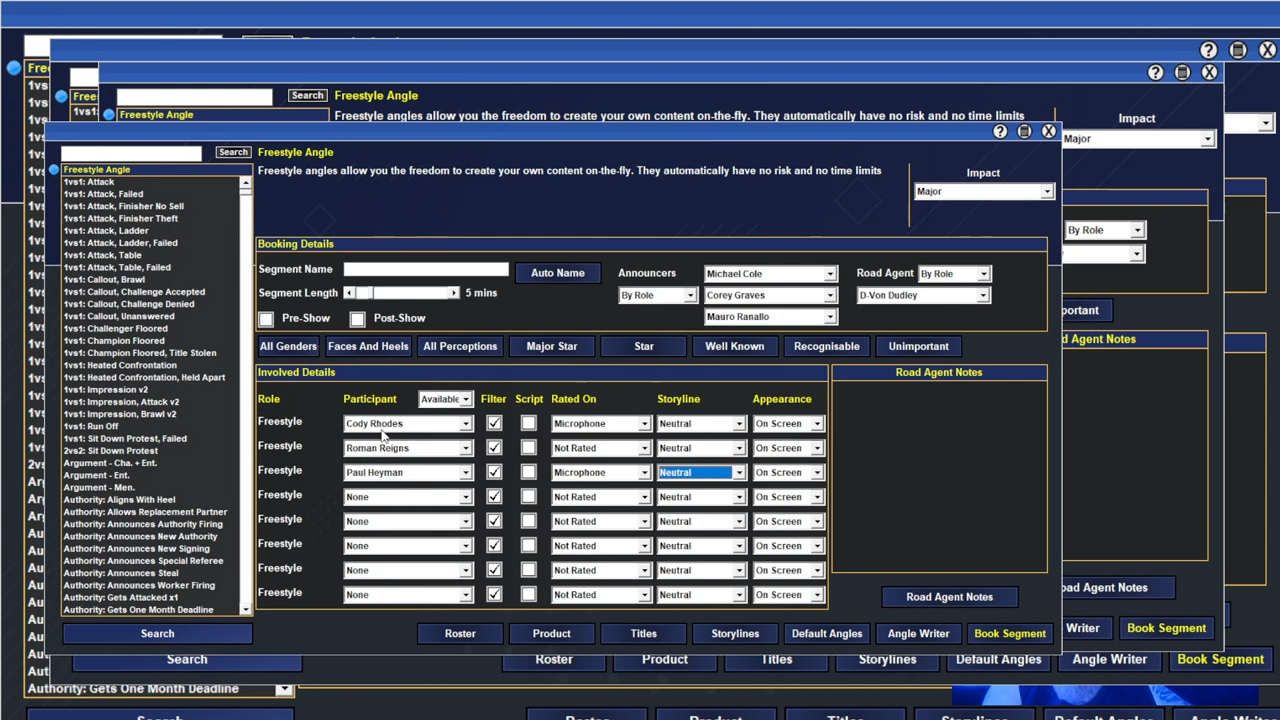 ?
X
?
X
Search
Freestyle Angle
Freestyle Angle
Freestyle angles allow you the freedom to create your own content on-the-fly. They automatically have no risk and no time limits
Impact
Major
?
X
Search
Freestyle Angle
Freestyle Angle
Freestyle angles allow you the freedom to create your own content on-the-fly. They automatically have no risk and no time limits
Impact
Major
1vs1: Attack
1vs1: Attack, Failed
1vs1: Attack, Finisher No Sell
1vs1: Attack, Finisher Theft
1vs1: Attack, Ladder
1vs1: Attack, Ladder, Failed
1vs1: Attack, Table
1vs1: Attack, Table, Failed
1vs1: Callout, Brawl
1vs1: Callout, Challenge Accepted
1vs1: Callout, Challenge Denied
1vs1: Callout, Unanswered
1vs1: Challenger Floored
1vs1: Champion Floored
1vs1: Champion Floored, Title Stolen
1vs1: Heated Confrontation
1vs1: Heated Confrontation, Held Apart
1vs1: Impression v2
1vs1: Impression, Attack v2
1vs1: Impression, Brawl v2
1vs1: Run Off
1vs1: Sit Down Protest, Failed
2vs2: Sit Down Protest
Argument - Cha. + Ent.
Argument - Ent.
Argument - Men.
Authority: Aligns With Heel
Authority: Allows Replacement Partner
Authority: Announces Authority Firing
Authority: Announces New Authority
Authority: Announces New Signing
Authority: Announces Special Referee
Authority: Announces Steal
Authority: Announces Worker Firing
Authority: Gets Attacked x1
Authority: Gets One Month Deadline
Search
Booking Details
Segment Name
Auto Name
Announcers
Michael Cole
Road Agent
By Role
Segment Length
5 mins
By Role
Corey Graves
D-Von Dudley
Pre-Show
Post-Show
Mauro Ranallo
All Genders
Faces And Heels
All Perceptions
Major Star
Star
Well Known
Recognisable
Unimportant
Involved Details
Road Agent Notes
Role Participant Available Filter Script Rated On Storyline Appearance
Freestyle Cody Rhodes Microphone Neutral On Screen
Freestyle Roman Reigns Not Rated Neutral On Screen
Freestyle Paul Heyman Microphone Neutral On Screen
Freestyle None Not Rated Neutral On Screen
Freestyle None Not Rated Neutral On Screen
Freestyle None Not Rated Neutral On Screen
Freestyle None Not Rated Neutral On Screen
Freestyle None Not Rated Neutral On Screen
Road Agent Notes
Roster
Product
Titles
Storylines
Default Angles
Angle Writer
Book Segment
By Role
Agent Notes
Agent Notes
Writer
Book Segment
Search
Roster
Product
Titles
Storylines
Default Angles
Angle Writer
Book Segment
Authority: Gets One Month Deadline